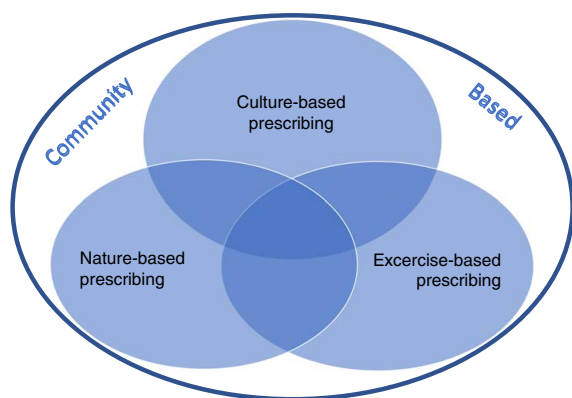 Community
Based
Culture-based
prescribing
Nature-based
prescribing
Excercise-based
prescribing